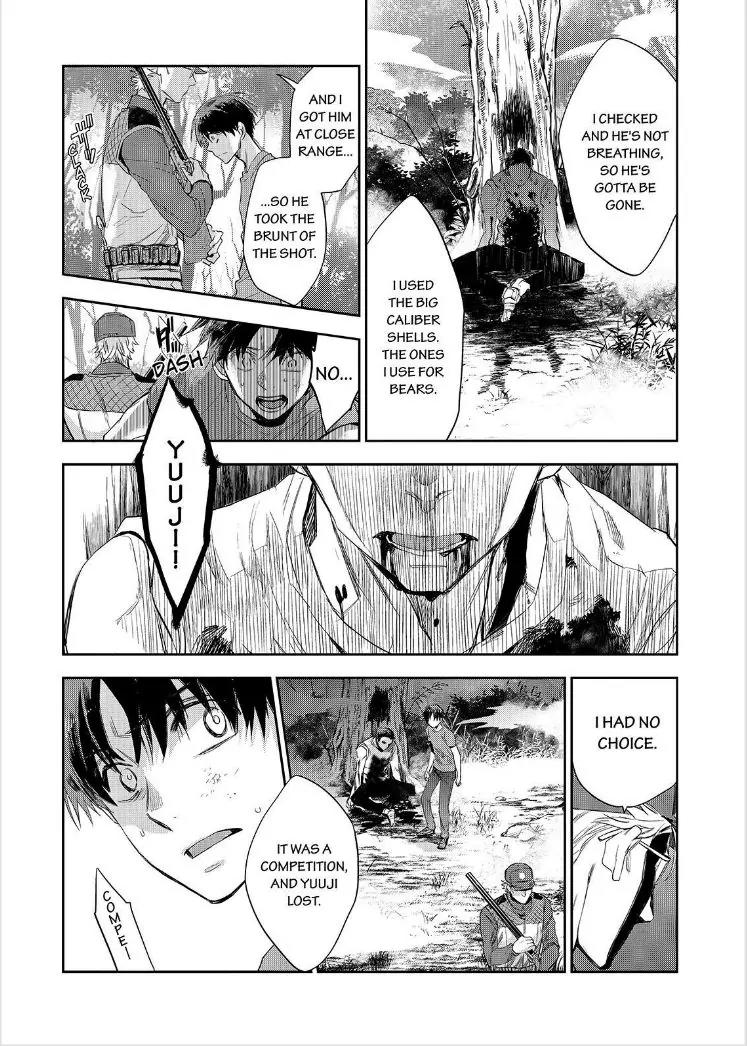 I CHECKED
AND HE'S NOT
BREATHING,
SO HE'S
GOTTA BE
GONE.
I USED
THE BIG
CALIBER
SHELLS.
THE ONES
I USE FOR
BEARS.
AND I
GOT HIM
AT CLOSE
RANGE...
...SO HE
TOOK THE
BRUNT OF
THE SHOT.
CLACK
NO...
DASH
YUUJI!
I HAD NO
CHOICE.
IT WAS A
COMPETITION,
AND YUUJI
LOST.
COMPE-